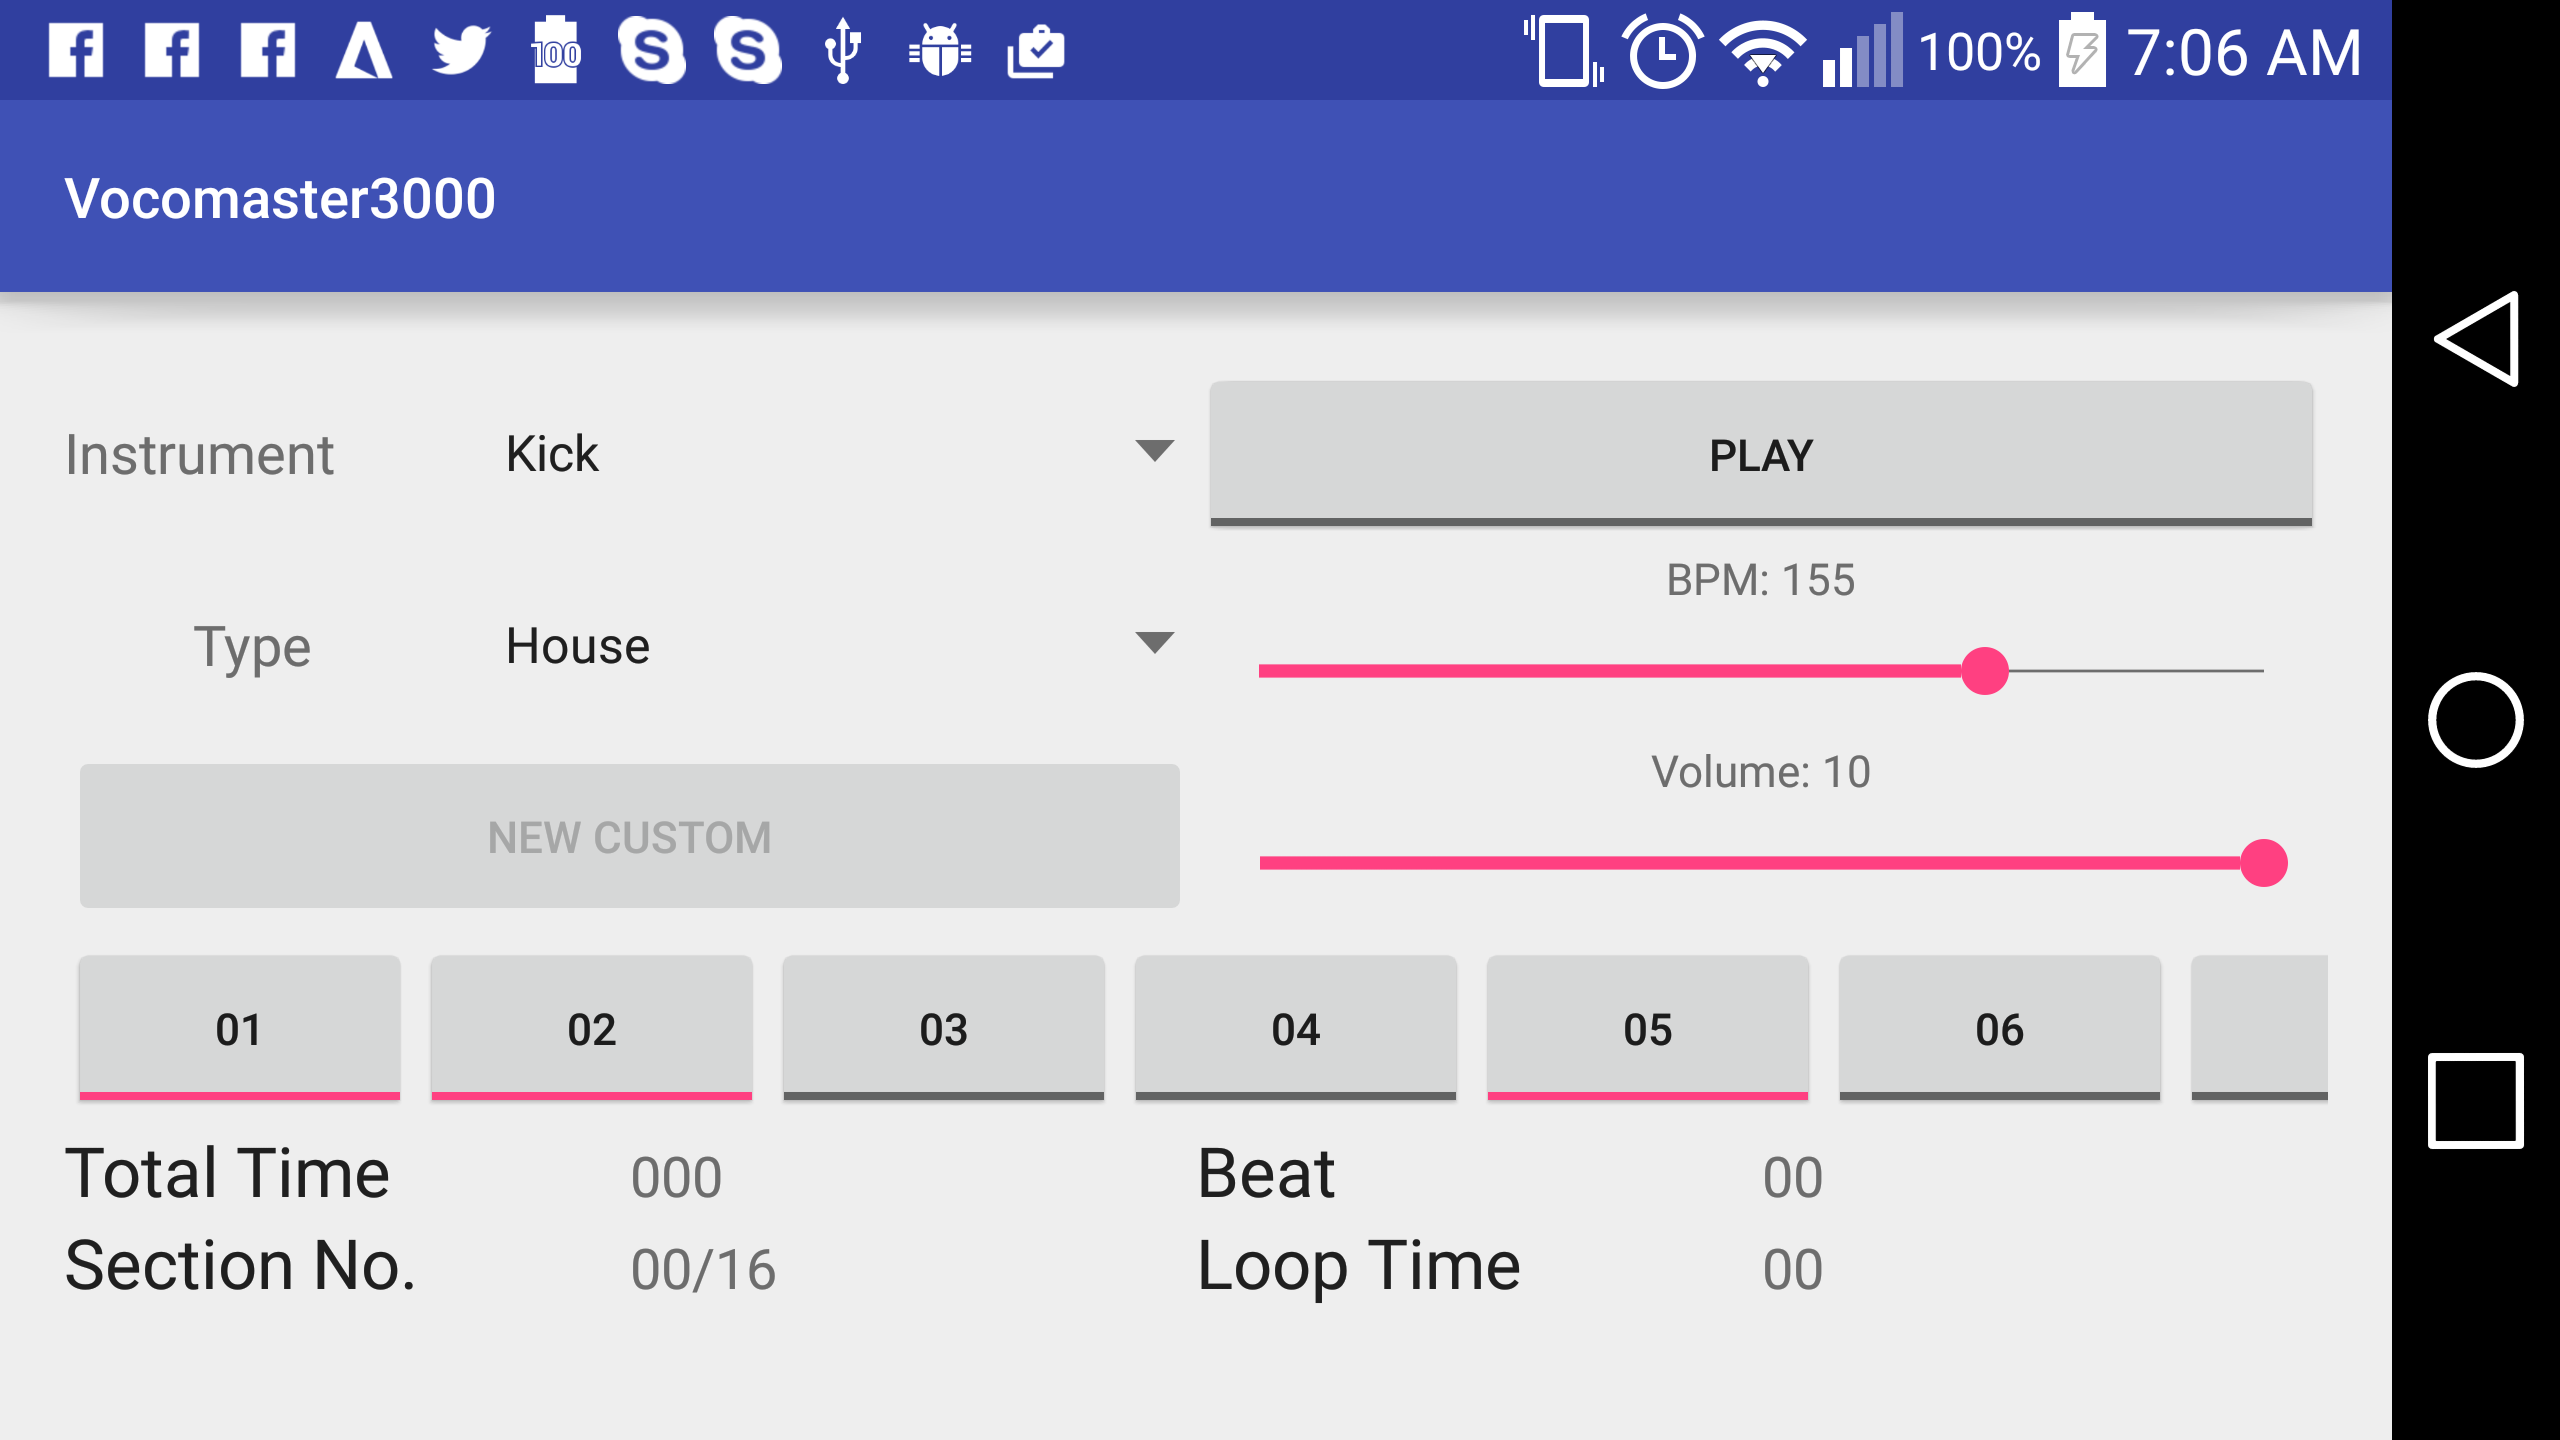 100 100% 7:06 AM
Vocomaster3000
Instrument Kick PLAY
BPM: 155
Type House
Volume: 10
NEW CUSTOM
01 02 03 04 05 06
Total Time 000 Beat 00
Section No. 00/16 Loop Time 00